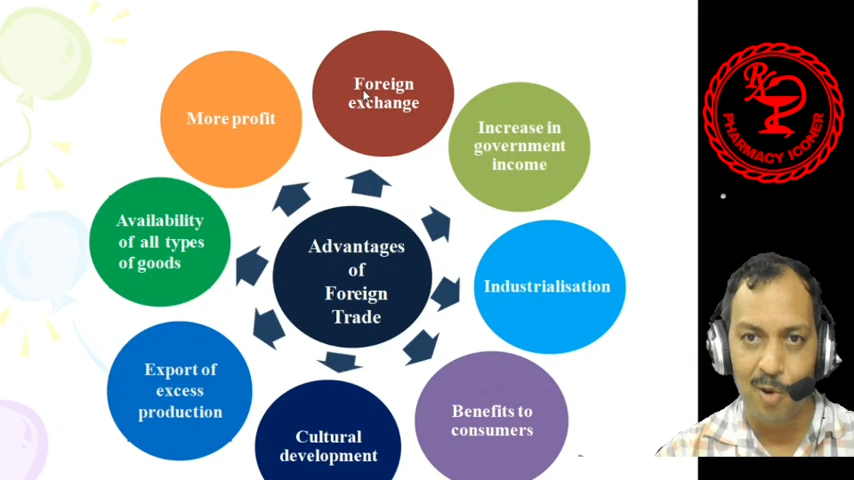 Foreign
exchange
More profit
Increase in
government
income
Availability
of all types
of goods
Advantages
of
Foreign
Trade
Industrialisation
Export of
excess
production
Benefits to
consumers
Cultural
development
Rx
PHARMACY ICONER